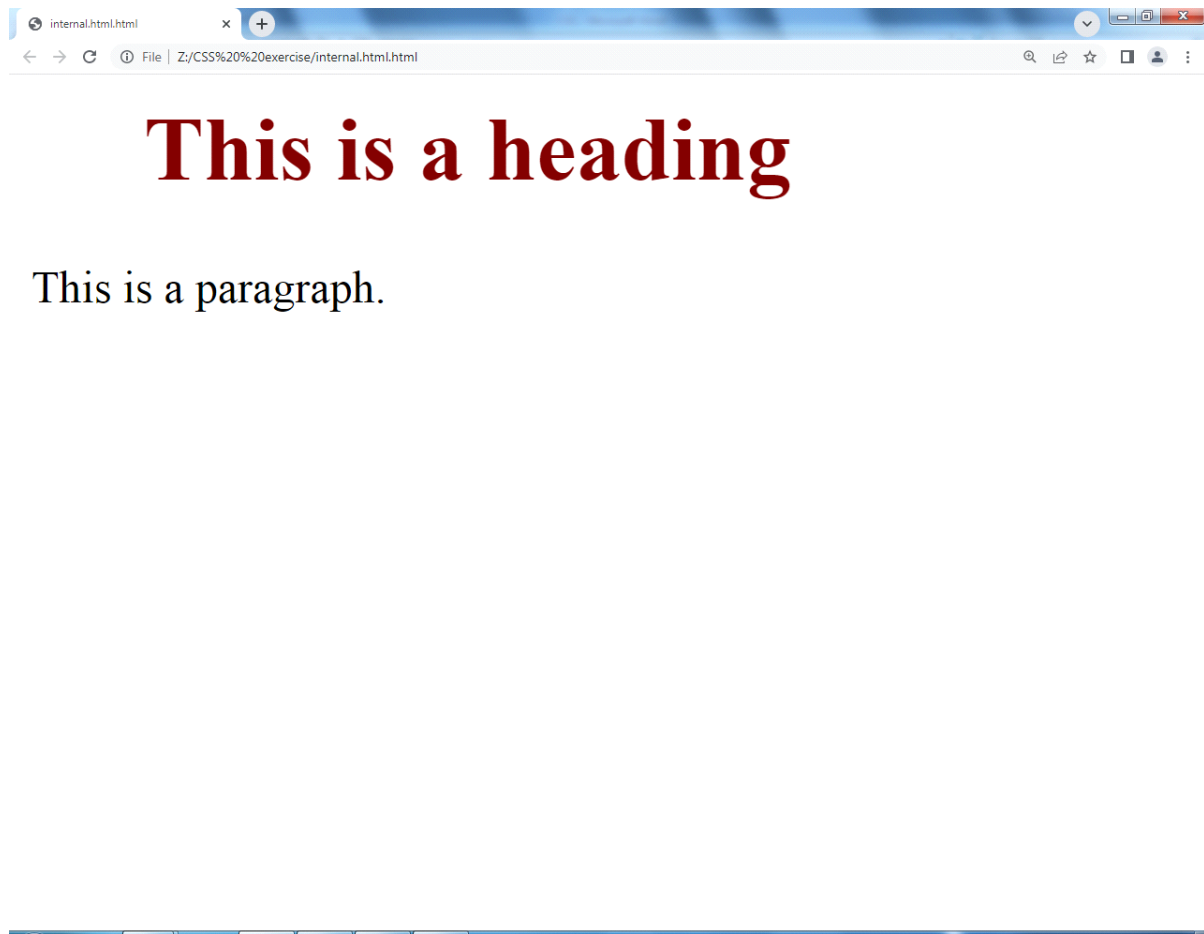 internal.html.html
File | Z:/CSS%20%20exercise/internal.html.html
This is a heading
This is a paragraph.